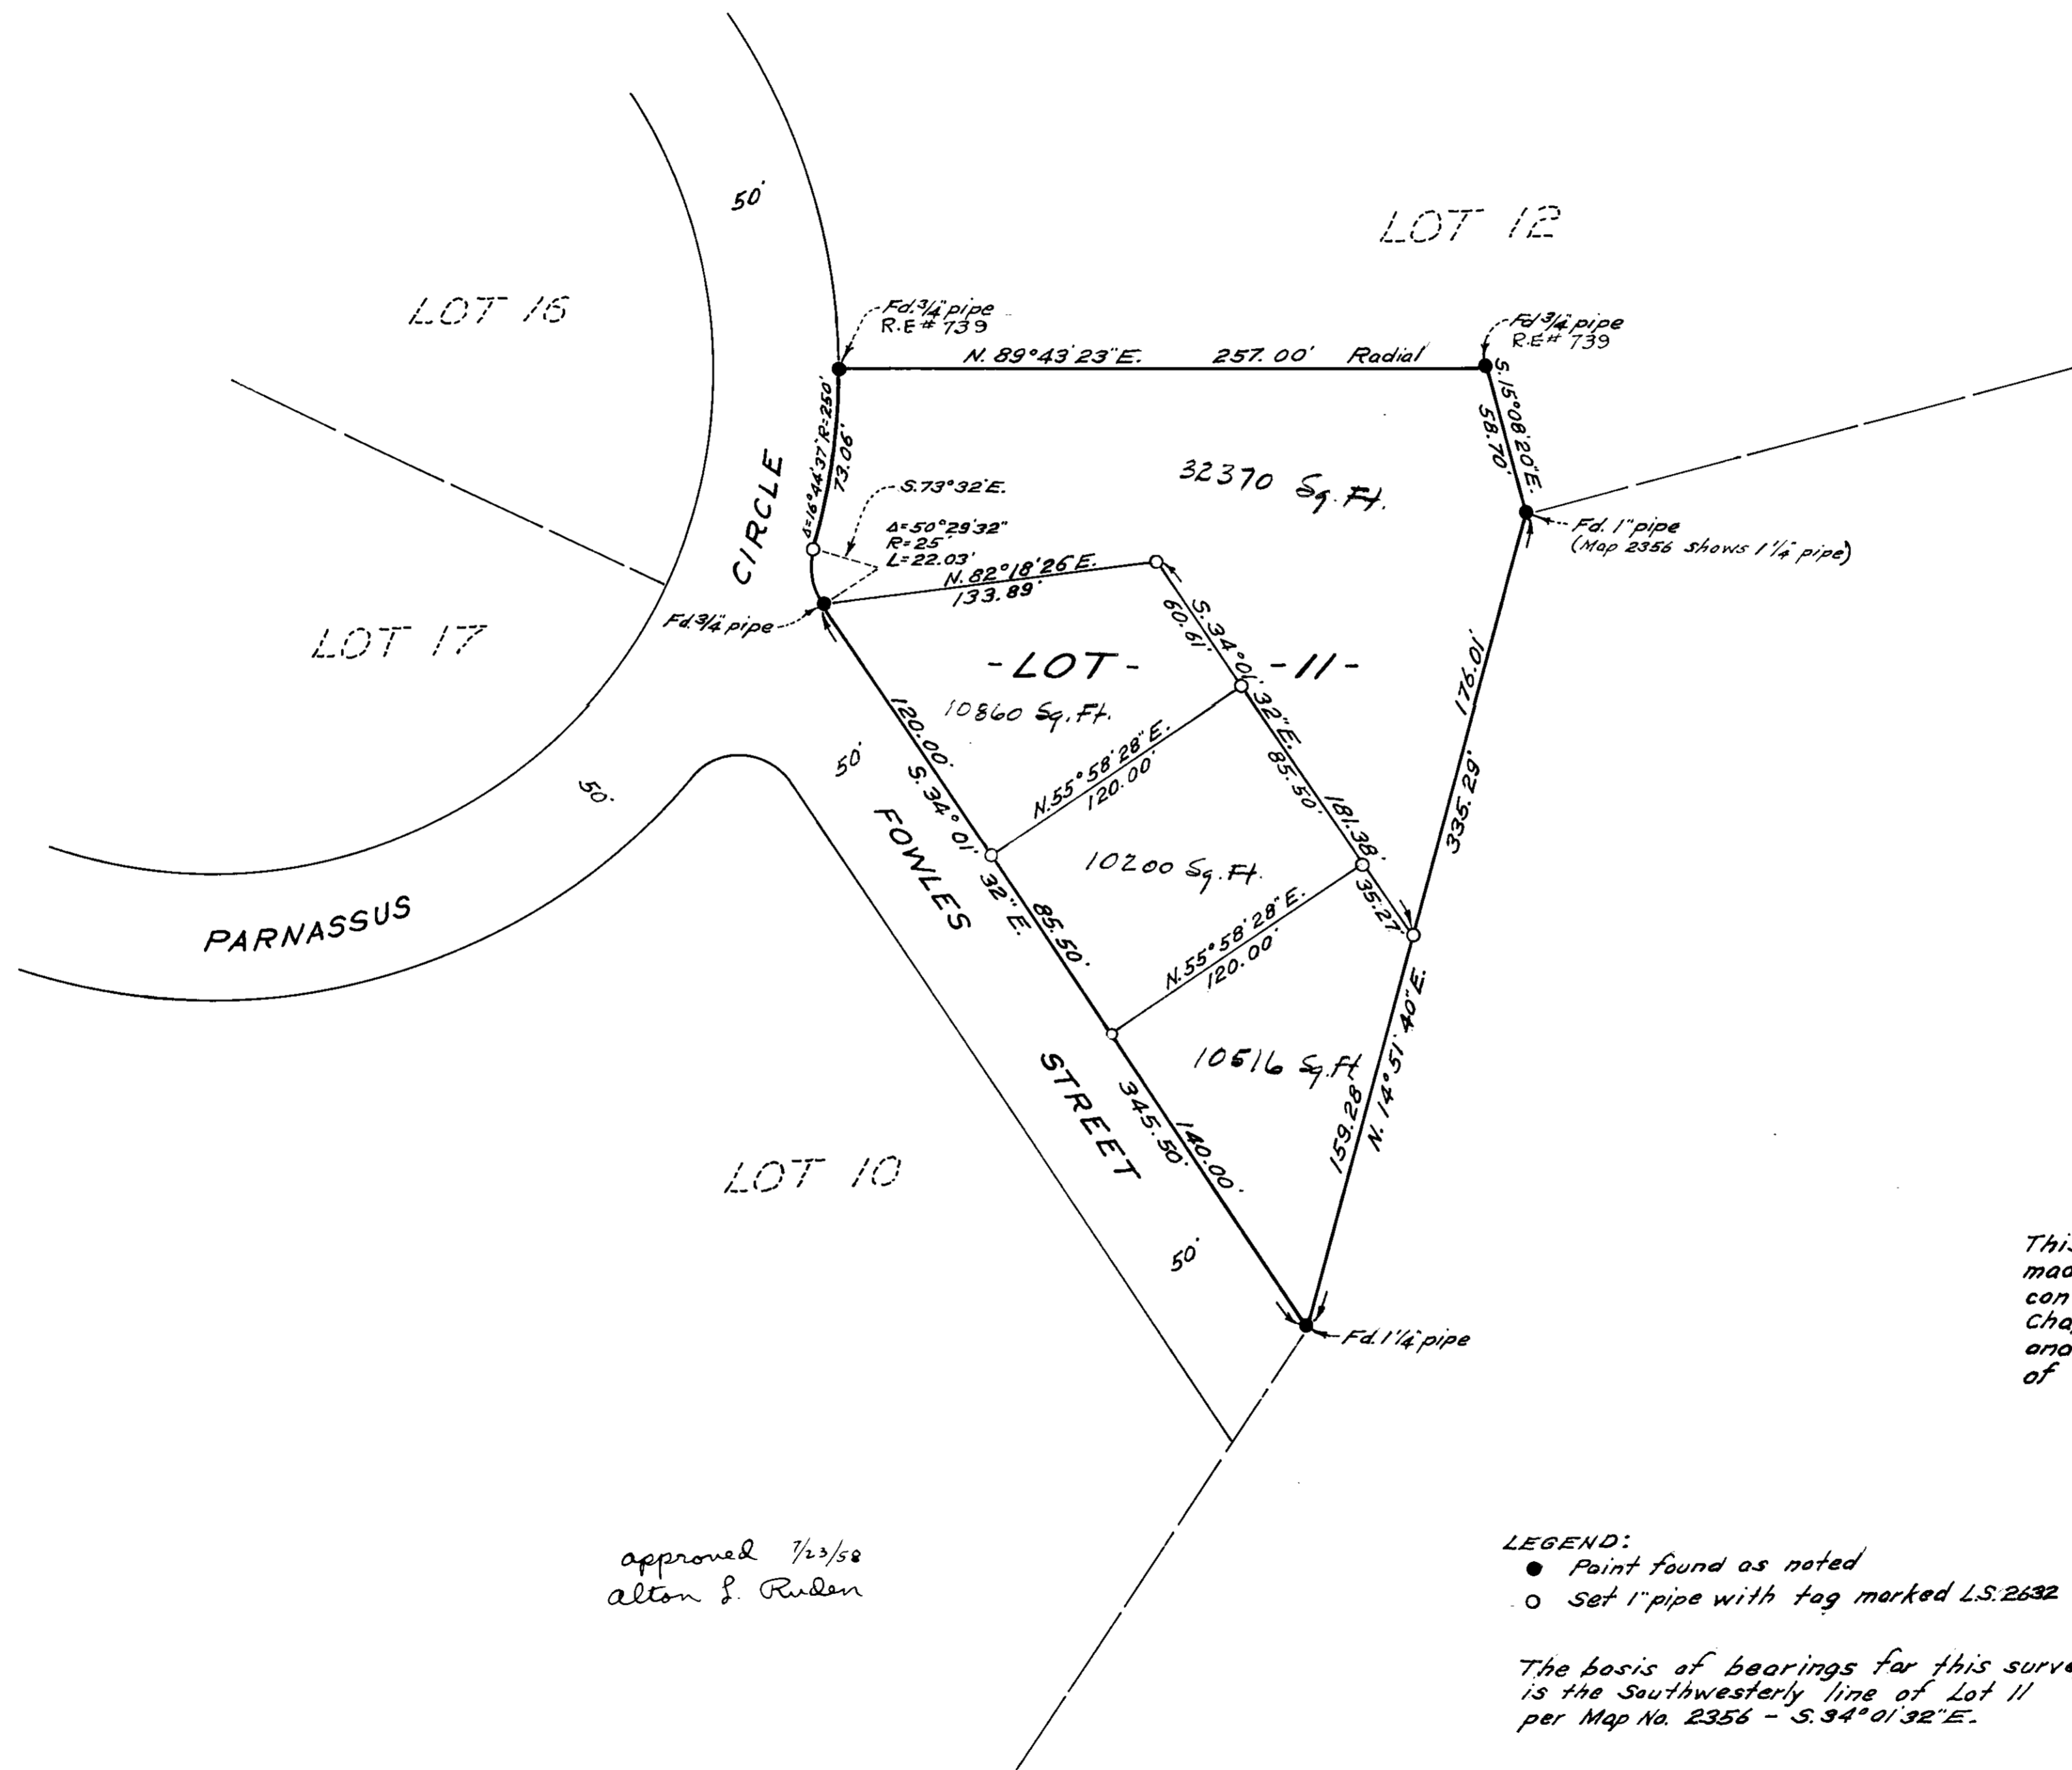 50'
LOT 12
LOT 16
Fd. 3/4" pipe
R.E # 739
Fd 3/4" pipe
R.E# 739
N. 89°43'23"E. 257.00' Radial
S. 15°08'20"E.
58.70'
Δ=16°44'37" R=250'
73.06'
32370 Sq. Ft.
CIRCLE
S.73°32'E.
Δ=50°29'32"
R=25'
L=22.03'
Fd. 1" pipe
(Map 2356 shows 1 1/4" pipe)
N. 82°18'26"E.
133.89'
Fd. 3/4" pipe
LOT 17
S. 34°01'32"E.
60.61'
- LOT - - 11 -
176.01'
10860 Sq. Ft.
120.00'
50'
N. 55°58'28"E.
120.00'
85.50'
181.38'
335.29'
50'
S. 34°01'32"E.
FOWLES
10200 Sq. Ft.
35.27'
PARNASSUS
85.50'
N. 55°58'28"E.
120.00'
10516 Sq. Ft
N. 14°51'40"E.
159.28'
STREET
345.50'
140.00'
LOT 10
50'
Fd. 1 1/4" pipe
This
mad
con
Cha
and
of
approved 7/23/58
Alton L. Ruden
LEGEND:
● Point found as noted
○ Set 1" pipe with tag marked L.S. 2632
The basis of bearings for this surve
is the Southwesterly line of Lot 11
per Map No. 2356 - S. 34°01'32"E.